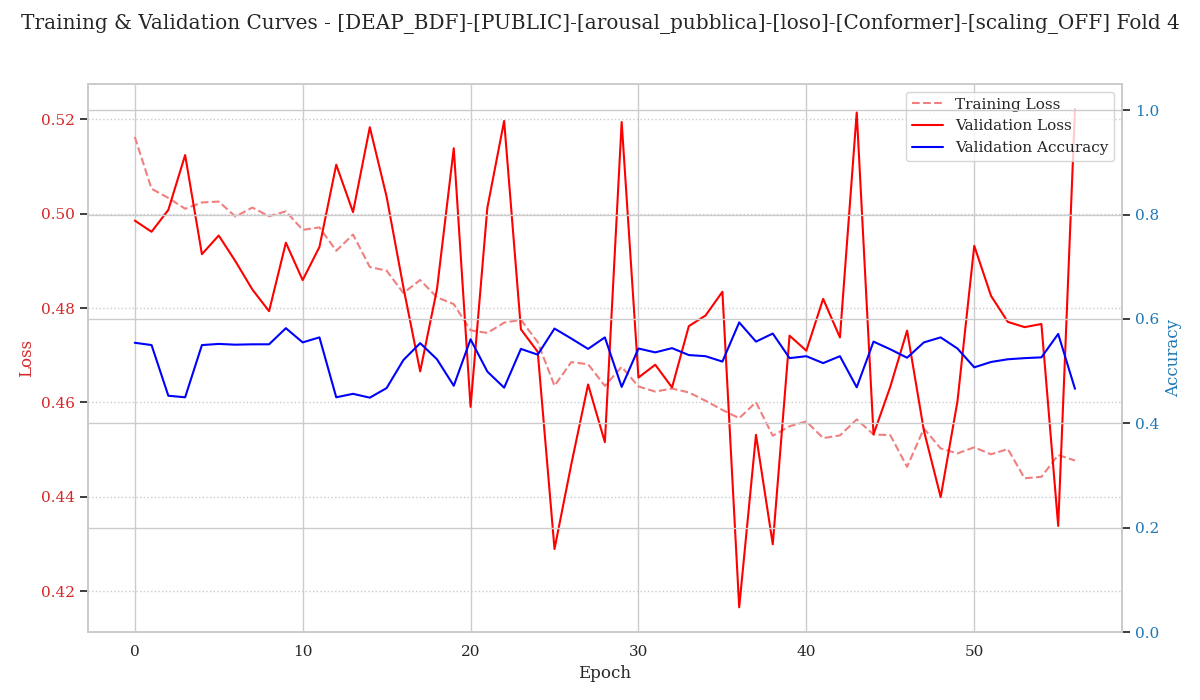 Training & Validation Curves - [DEAP_BDF]-[PUBLIC]-[arousal_pubblica]-[loso]-[Conformer]-[scaling_OFF] Fold 4
Training Loss
Validation Loss
Validation Accuracy
0.52
0.50
0.48
0.46
0.44
0.42
Loss
1.0
0.8
0.6
0.4
0.2
0.0
Accuracy
0
10
20
30
40
50
Epoch